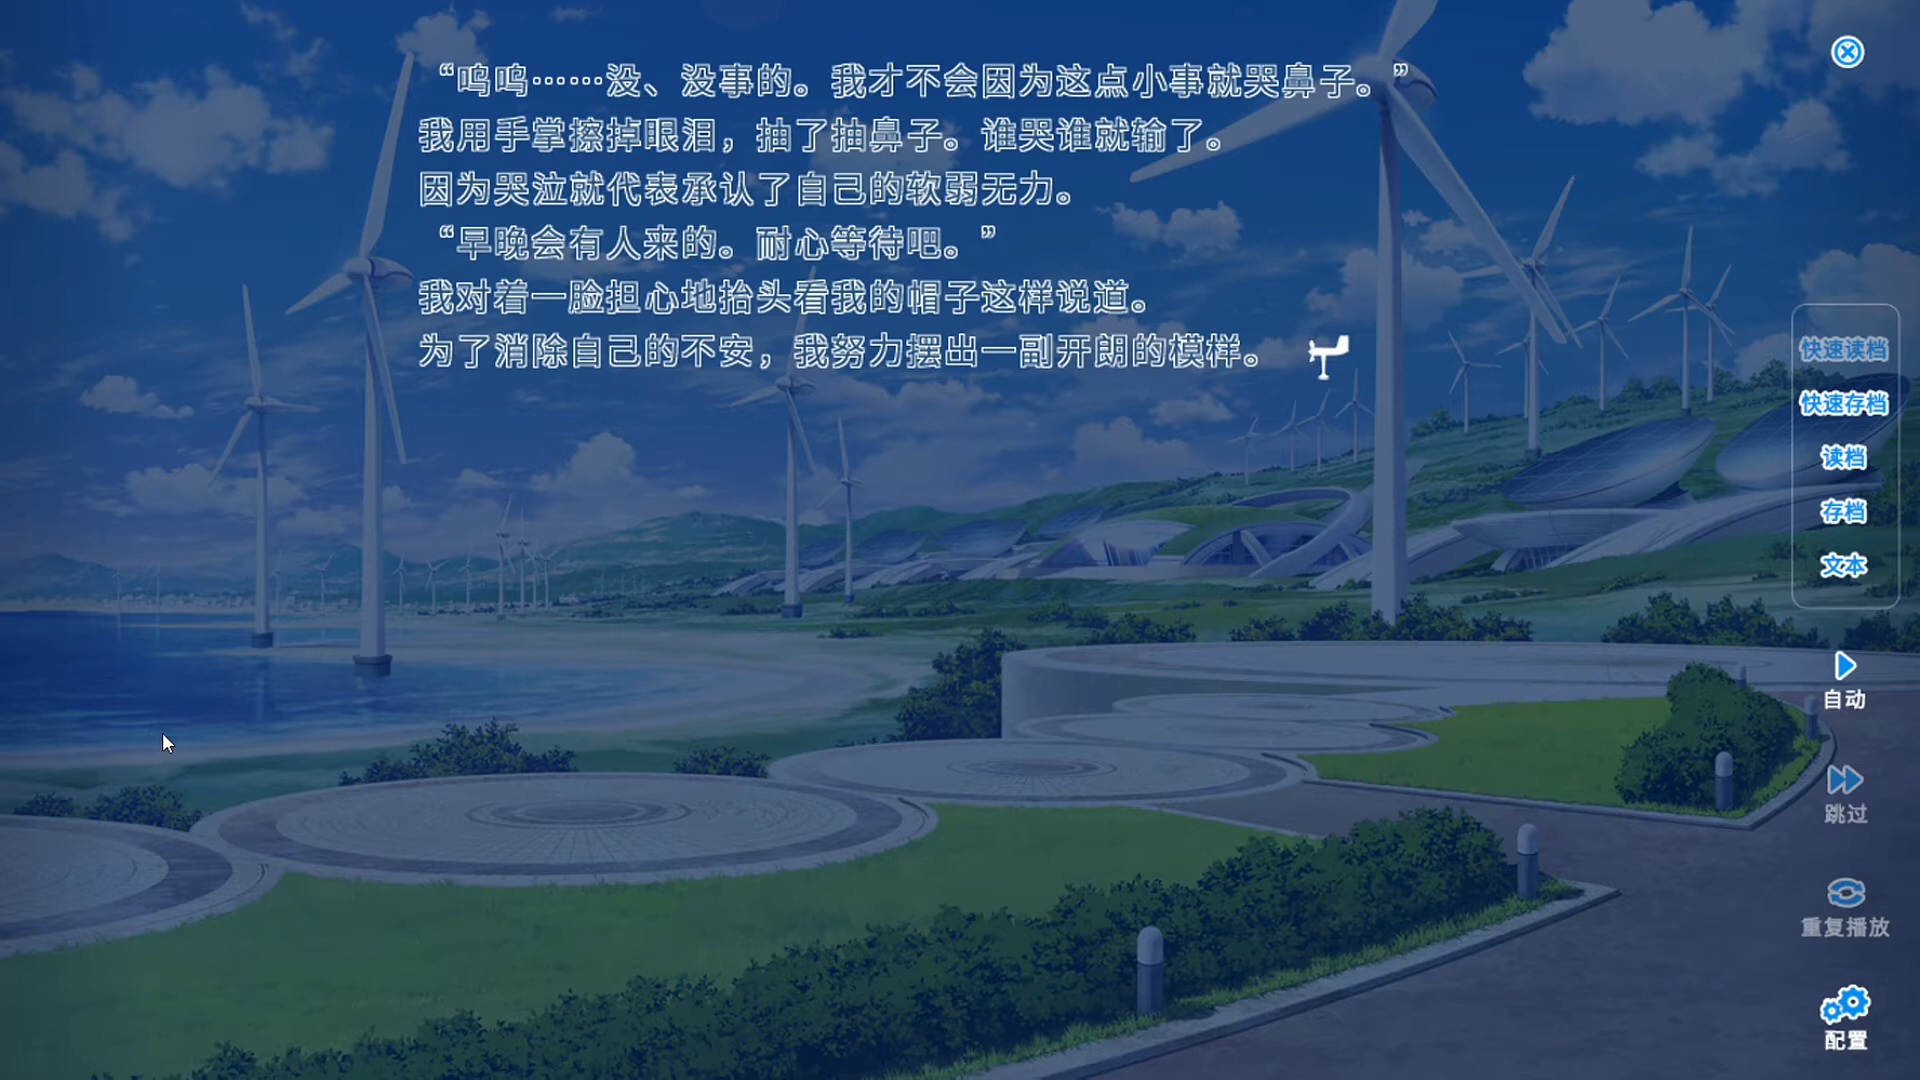 “呜呜……没、没事的。我才不会因为这点小事就哭鼻子。”
我用手掌擦掉眼泪，抽了抽鼻子。谁哭谁就输了。
因为哭泣就代表承认了自己的软弱无力。
“早晚会有人来的。耐心等待吧。”
我对着一脸担心地抬头看我的帽子这样说道。
为了消除自己的不安，我努力摆出一副开朗的模样。
快速读档
快速存档
读档
存档
文本
自动
跳过
重复播放
配置